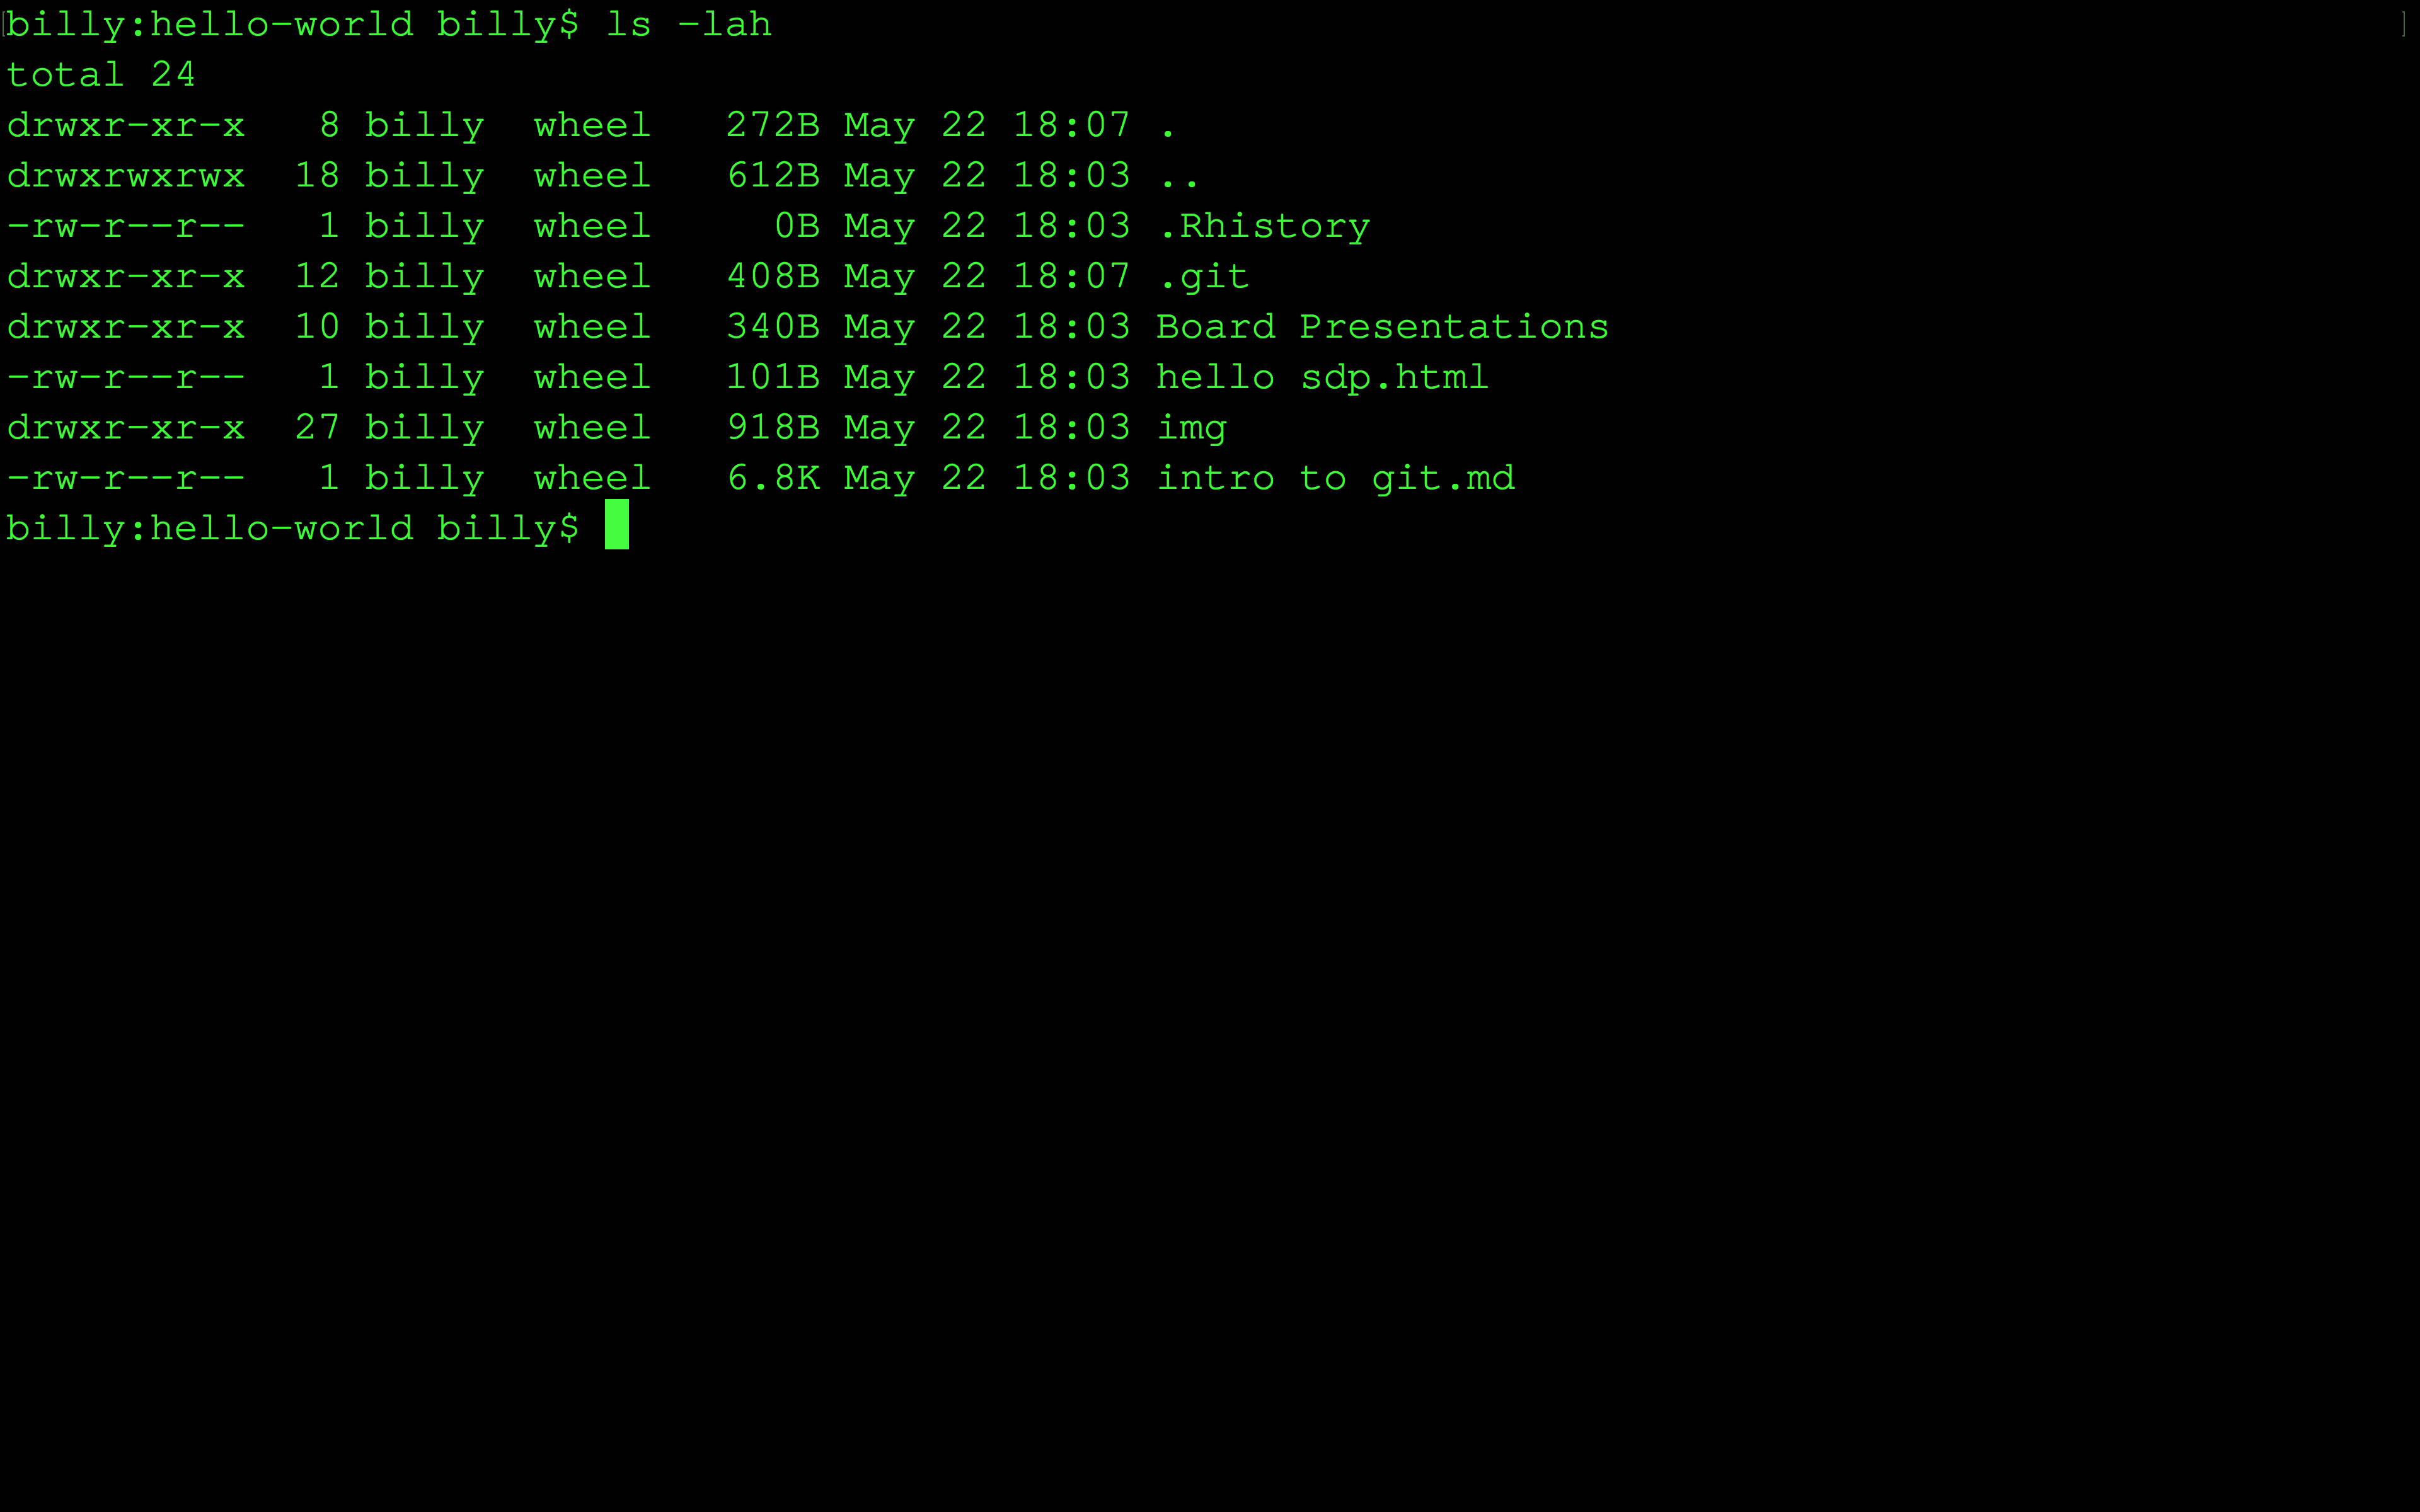 billy:hello-world billy$ ls -lah
total 24
drwxr-xr-x   8 billy  wheel   272B May 22 18:07 .
drwxrwxrwx  18 billy  wheel   612B May 22 18:03 ..
-rw-r--r--   1 billy  wheel     0B May 22 18:03 .Rhistory
drwxr-xr-x  12 billy  wheel   408B May 22 18:07 .git
drwxr-xr-x  10 billy  wheel   340B May 22 18:03 Board Presentations
-rw-r--r--   1 billy  wheel   101B May 22 18:03 hello sdp.html
drwxr-xr-x  27 billy  wheel   918B May 22 18:03 img
-rw-r--r--   1 billy  wheel   6.8K May 22 18:03 intro to git.md
billy:hello-world billy$